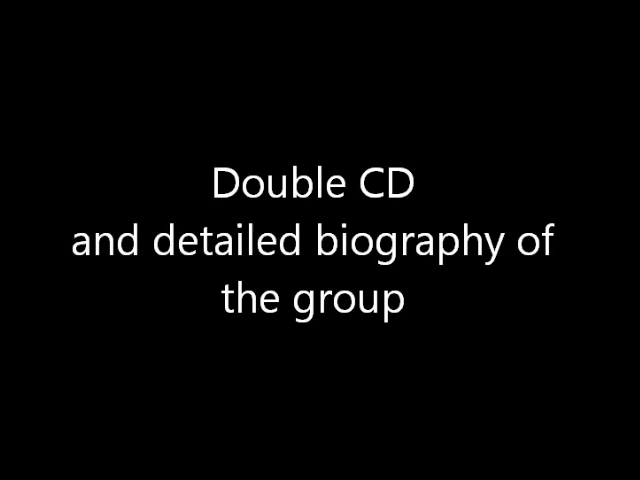 Double CD
and detailed biography of
the group